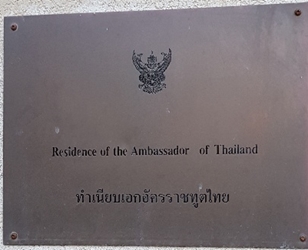 Residence of the Ambassador of Thailand
ทำเนียบเอกอัครราชทูตไทย